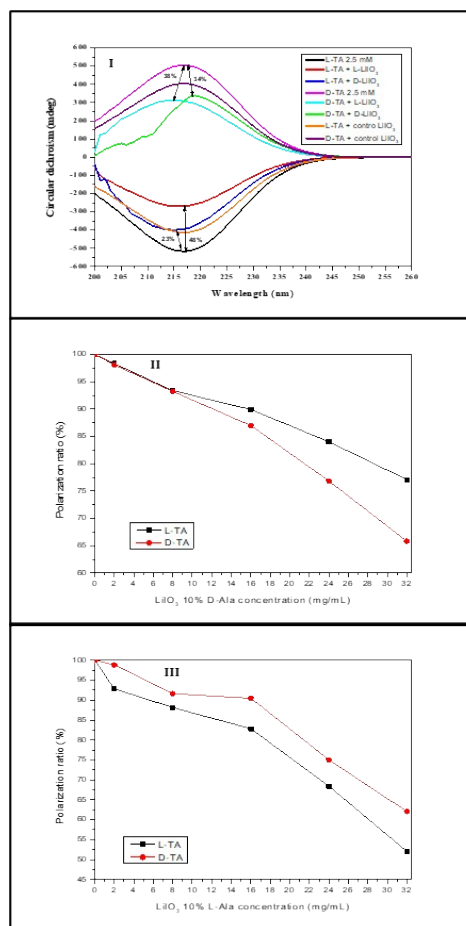 I
L-TA 2.5 mM
L-TA + L-LiIO3
L-TA + D-LiIO3
D-TA 2.5 mM
D-TA + L-LiIO3
D-TA + D-LiIO3
L-TA + contro LiIO3
D-TA + control LiIO3
38%
34%
23%
48%
Circular dichroism (mdeg)
600
500
400
300
200
100
0
-100
-200
-300
-400
-500
-600
200 205 210 215 220 225 230 235 240 245 250 255 260
Wavelength (nm)
II
Polarization ratio (%)
100
95
90
85
80
75
70
65
60
L-TA
D-TA
0 2 4 6 8 10 12 14 16 18 20 22 24 26 28 30 32
LiIO3 10% D-Ala concentration (mg/mL)
III
Polarization ratio (%)
100
95
90
85
80
75
70
65
60
55
50
45
L-TA
D-TA
0 2 4 6 8 10 12 14 16 18 20 22 24 26 28 30 32
LiIO3 10% L-Ala concentration (mg/mL)